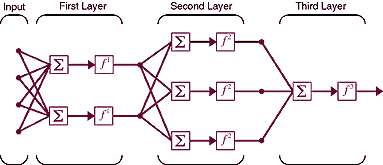 Input First Layer Second Layer Third Layer
Σ f² 
Σ f¹
Σ f² Σ f³
Σ f¹
Σ f²